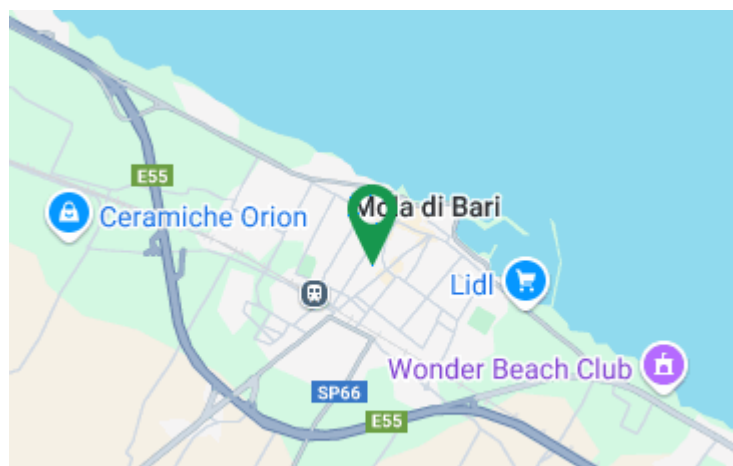 E55
Mola di Bari
Ceramiche Orion
Lidl
Wonder Beach Club
SP66
E55